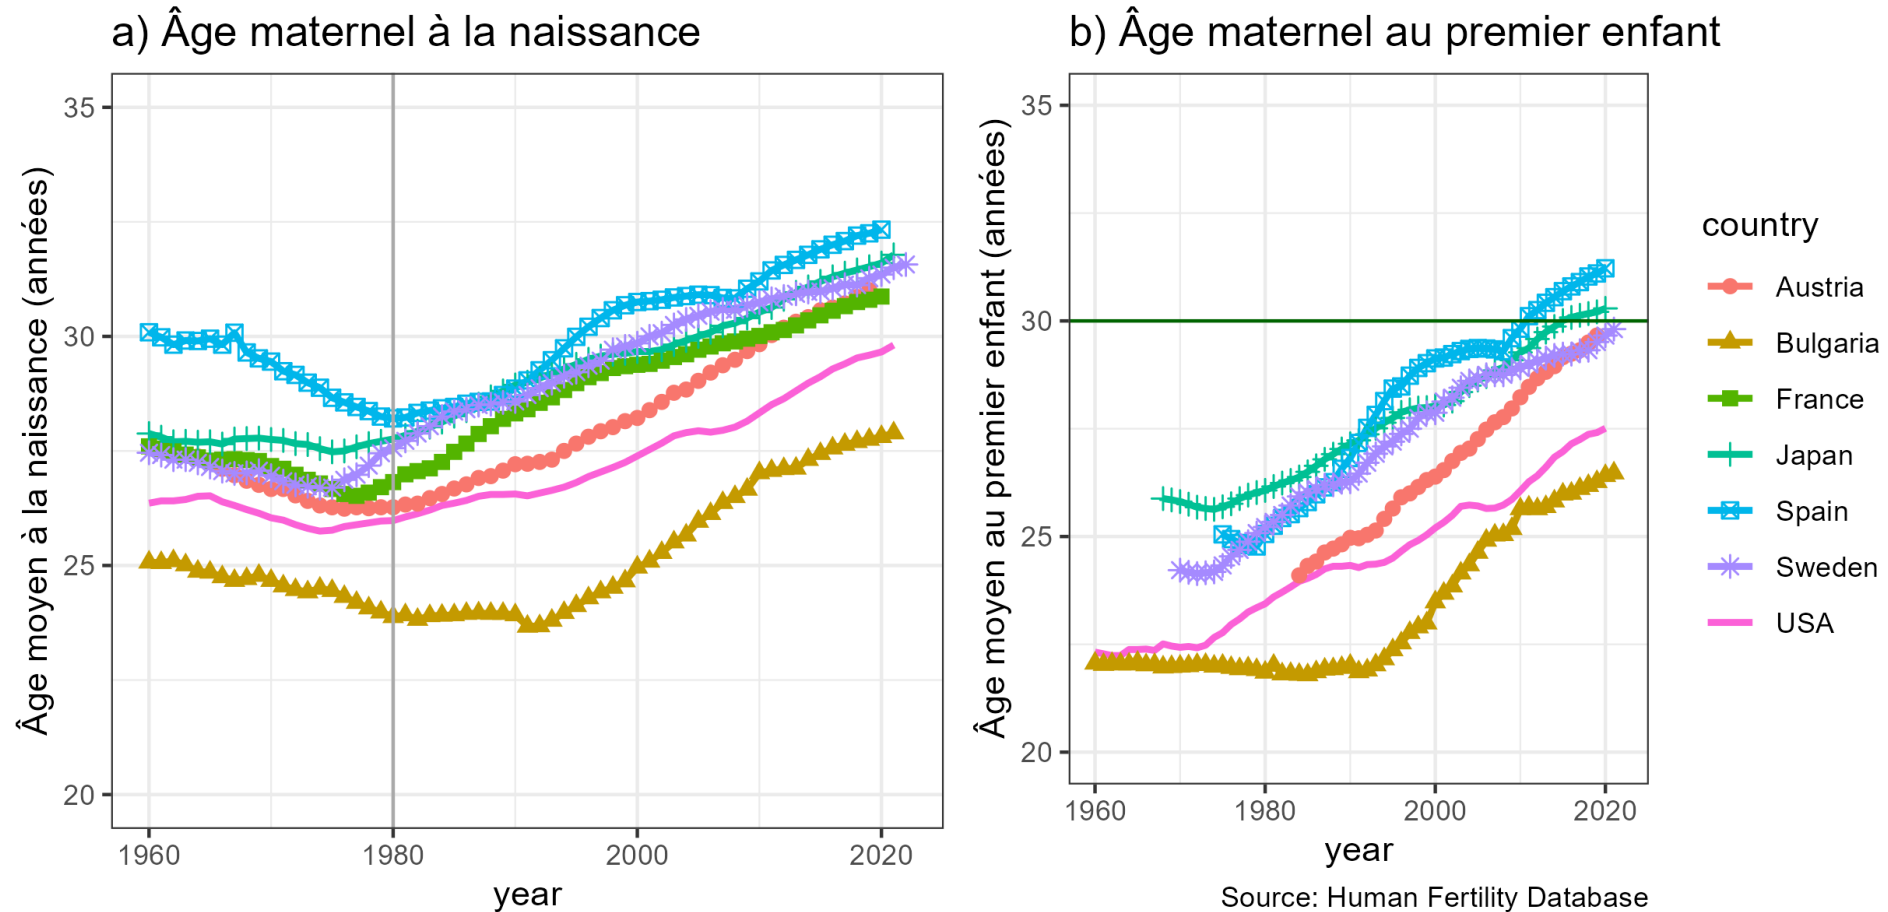 a) Âge maternel à la naissance
Âge moyen à la naissance (années)
35
30
25
20
1960
1980
2000
2020
year
b) Âge maternel au premier enfant
Âge moyen au premier enfant (années)
35
30
25
20
1960
1980
2000
2020
year
country
Austria
Bulgaria
France
Japan
Spain
Sweden
USA
Source: Human Fertility Database